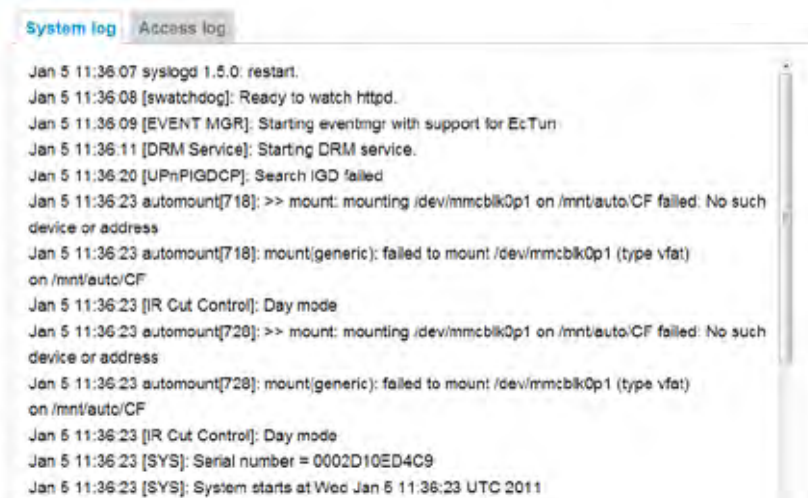 System log Access log
Jan 5 11:36:07 syslogd 1.5.0: restart.
Jan 5 11:36:08 [swatchdog]: Ready to watch httpd.
Jan 5 11:36:09 [EVENT MGR]: Starting eventmgr with support for EcTun
Jan 5 11:36:11 [DRM Service]: Starting DRM service.
Jan 5 11:36:20 [UPnPIGDCP]: Search IGD failed
Jan 5 11:36:23 automount[718]: >> mount: mounting /dev/mmcblk0p1 on /mnt/auto/CF failed: No such
device or address
Jan 5 11:36:23 automount[718]: mount(generic): failed to mount /dev/mmcblk0p1 (type vfat)
on /mnt/auto/CF
Jan 5 11:36:23 [IR Cut Control]: Day mode
Jan 5 11:36:23 automount[728]: >> mount: mounting /dev/mmcblk0p1 on /mnt/auto/CF failed: No such
device or address
Jan 5 11:36:23 automount[728]: mount(generic): failed to mount /dev/mmcblk0p1 (type vfat)
on /mnt/auto/CF
Jan 5 11:36:23 [IR Cut Control]: Day mode
Jan 5 11:36:23 [SYS]: Serial number = 0002D10ED4C9
Jan 5 11:36:23 [SYS]: System starts at Wed Jan 5 11:36:23 UTC 2011